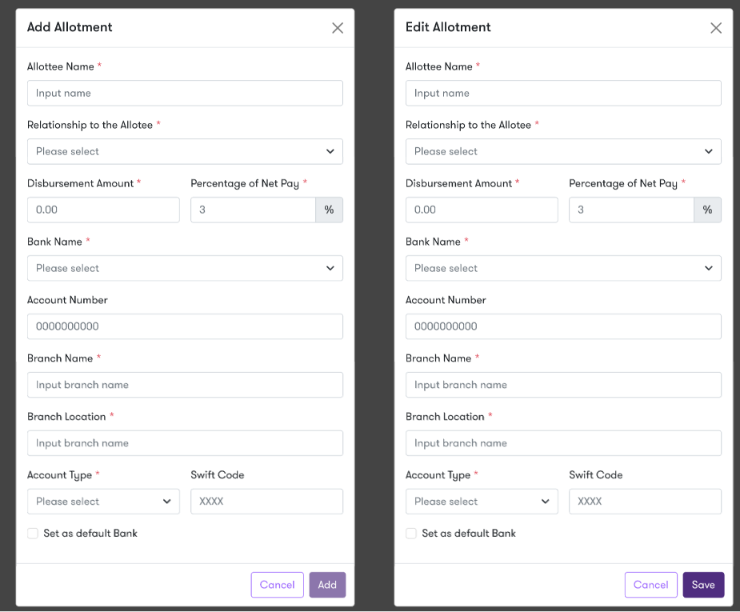 Add Allotment
Allottee Name *
Input name
Relationship to the Allotee *
Please select
Disbursement Amount * Percentage of Net Pay *
0.00 3 %
Bank Name *
Please select
Account Number
0000000000
Branch Name *
Input branch name
Branch Location *
Input branch name
Account Type * Swift Code
Please select XXXX
Set as default Bank
Cancel Add
Edit Allotment
Allottee Name *
Input name
Relationship to the Allotee *
Please select
Disbursement Amount * Percentage of Net Pay *
0.00 3 %
Bank Name *
Please select
Account Number
0000000000
Branch Name *
Input branch name
Branch Location *
Input branch name
Account Type * Swift Code
Please select XXXX
Set as default Bank
Cancel Save